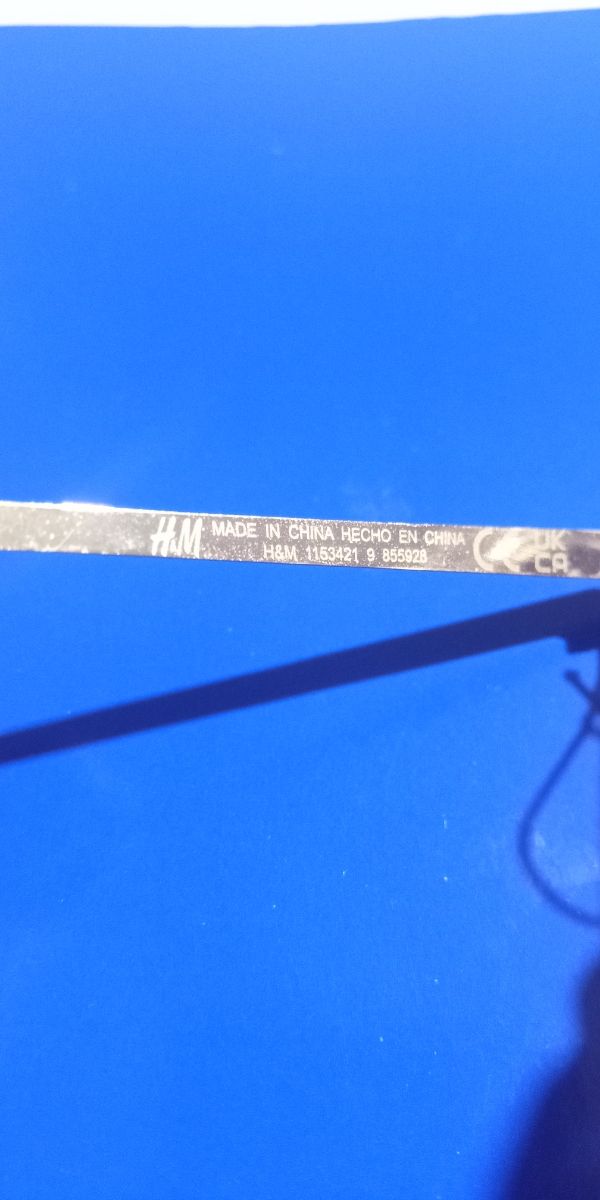 H&M MADE IN CHINA HECHO EN CHINA
H&M 1153421 9 855928
UK
CA